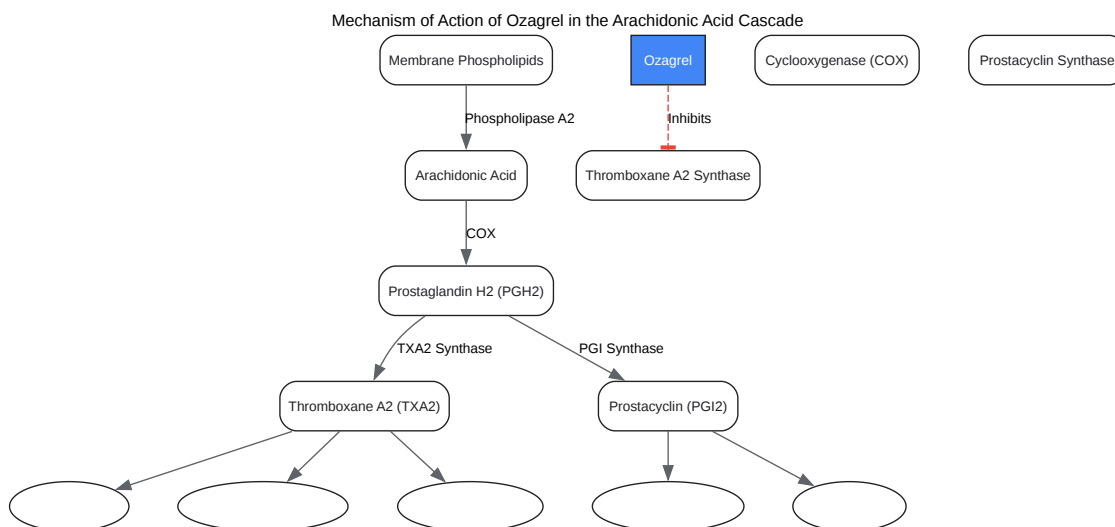 Mechanism of Action of Ozagrel in the Arachidonic Acid Cascade
Membrane Phospholipids
Ozagrel
Cyclooxygenase (COX)
Prostacyclin Synthase
Phospholipase A2
Inhibits
Arachidonic Acid
Thromboxane A2 Synthase
COX
Prostaglandin H2 (PGH2)
TXA2 Synthase
PGI Synthase
Thromboxane A2 (TXA2)
Prostacyclin (PGI2)